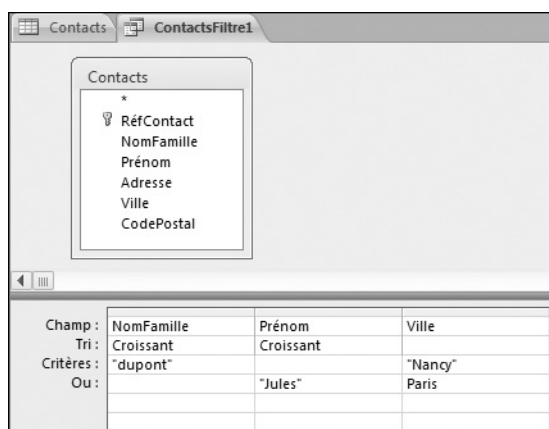 Contacts ContactsFiltre1
Contacts
*
RéfContact
NomFamille
Prénom
Adresse
Ville
CodePostal
Champ : NomFamille Prénom Ville
Tri : Croissant Croissant
Critères : "dupont" "Nancy"
Ou : "Jules" Paris